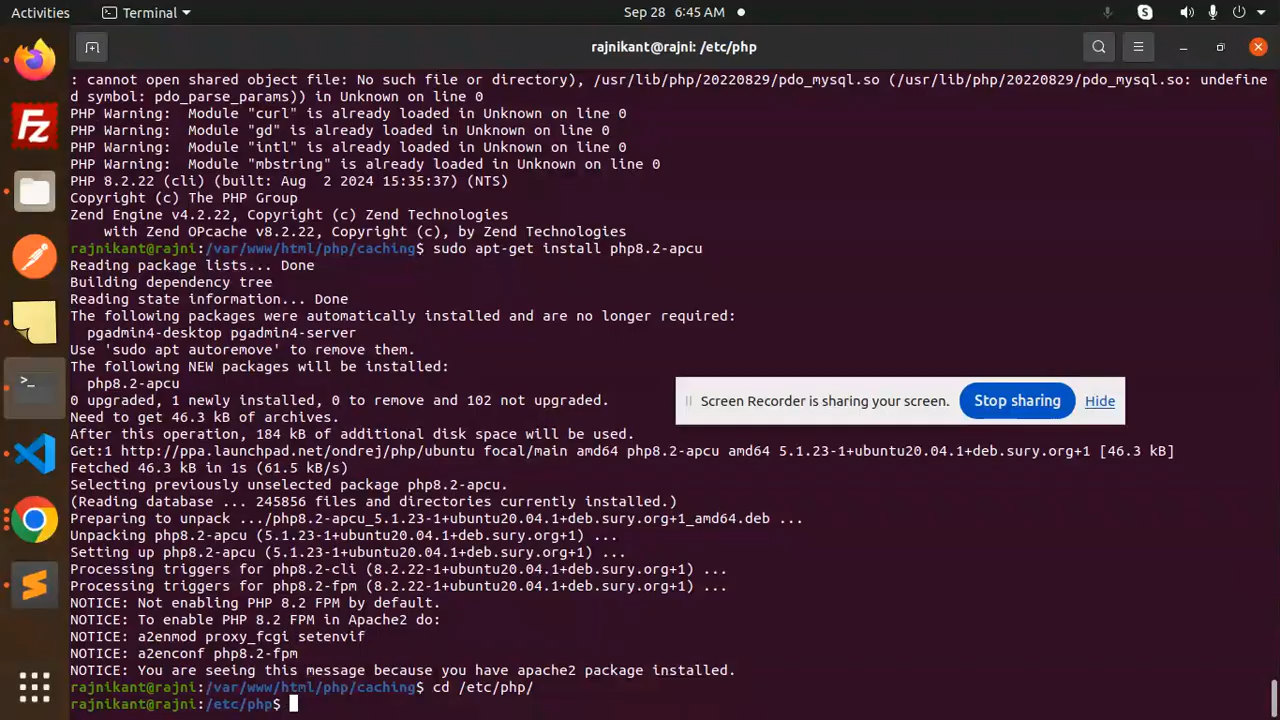 Activities
Terminal
Sep 28 6:45 AM
rajnikant@rajni: /etc/php
: cannot open shared object file: No such file or directory), /usr/lib/php/20220829/pdo_mysql.so (/usr/lib/php/20220829/pdo_mysql.so: undefine
d symbol: pdo_parse_params)) in Unknown on line 0
PHP Warning:  Module "curl" is already loaded in Unknown on line 0
PHP Warning:  Module "gd" is already loaded in Unknown on line 0
PHP Warning:  Module "intl" is already loaded in Unknown on line 0
PHP Warning:  Module "mbstring" is already loaded in Unknown on line 0
PHP 8.2.22 (cli) (built: Aug  2 2024 15:35:37) (NTS)
Copyright (c) The PHP Group
Zend Engine v4.2.22, Copyright (c) Zend Technologies
    with Zend OPcache v8.2.22, Copyright (c), by Zend Technologies
rajnikant@rajni:/var/www/html/php/caching$ sudo apt-get install php8.2-apcu
Reading package lists... Done
Building dependency tree
Reading state information... Done
The following packages were automatically installed and are no longer required:
  pgadmin4-desktop pgadmin4-server
Use 'sudo apt autoremove' to remove them.
The following NEW packages will be installed:
  php8.2-apcu
0 upgraded, 1 newly installed, 0 to remove and 102 not upgraded.
Need to get 46.3 kB of archives.
After this operation, 184 kB of additional disk space will be used.
Get:1 http://ppa.launchpad.net/ondrej/php/ubuntu focal/main amd64 php8.2-apcu amd64 5.1.23-1+ubuntu20.04.1+deb.sury.org+1 [46.3 kB]
Fetched 46.3 kB in 1s (61.5 kB/s)
Selecting previously unselected package php8.2-apcu.
(Reading database ... 245856 files and directories currently installed.)
Preparing to unpack .../php8.2-apcu_5.1.23-1+ubuntu20.04.1+deb.sury.org+1_amd64.deb ...
Unpacking php8.2-apcu (5.1.23-1+ubuntu20.04.1+deb.sury.org+1) ...
Setting up php8.2-apcu (5.1.23-1+ubuntu20.04.1+deb.sury.org+1) ...
Processing triggers for php8.2-cli (8.2.22-1+ubuntu20.04.1+deb.sury.org+1) ...
Processing triggers for php8.2-fpm (8.2.22-1+ubuntu20.04.1+deb.sury.org+1) ...
NOTICE: Not enabling PHP 8.2 FPM by default.
NOTICE: To enable PHP 8.2 FPM in Apache2 do:
NOTICE: a2enmod proxy_fcgi setenvif
NOTICE: a2enconf php8.2-fpm
NOTICE: You are seeing this message because you have apache2 package installed.
rajnikant@rajni:/var/www/html/php/caching$ cd /etc/php/
rajnikant@rajni:/etc/php$
Screen Recorder is sharing your screen.
Stop sharing
Hide